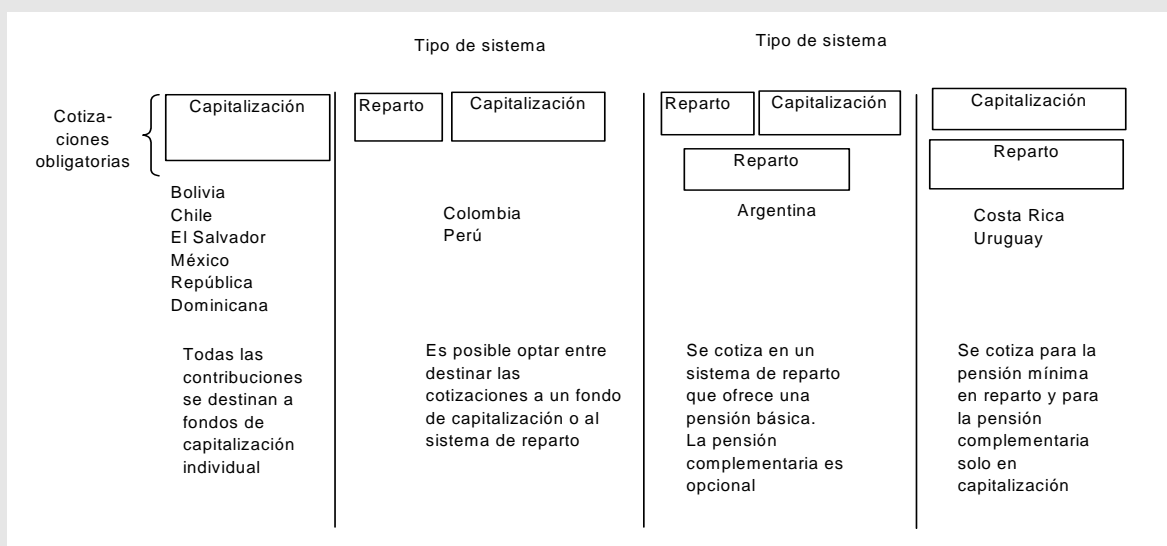 Tipo de sistema
Tipo de sistema
Cotiza-
ciones
obligatorias
Capitalización
Bolivia
Chile
El Salvador
México
República
Dominicana
Todas las
contribuciones
se destinan a
fondos de
capitalización
individual
Reparto
Capitalización
Colombia
Perú
Es posible optar entre
destinar las
cotizaciones a un fondo
de capitalización o al
sistema de reparto
Reparto
Capitalización
Reparto
Argentina
Se cotiza en un
sistema de reparto
que ofrece una
pensión básica.
La pensión
complementaria es
opcional
Capitalización
Reparto
Costa Rica
Uruguay
Se cotiza para la
pensión mínima
en reparto y para
la pensión
complementaria
solo en
capitalización